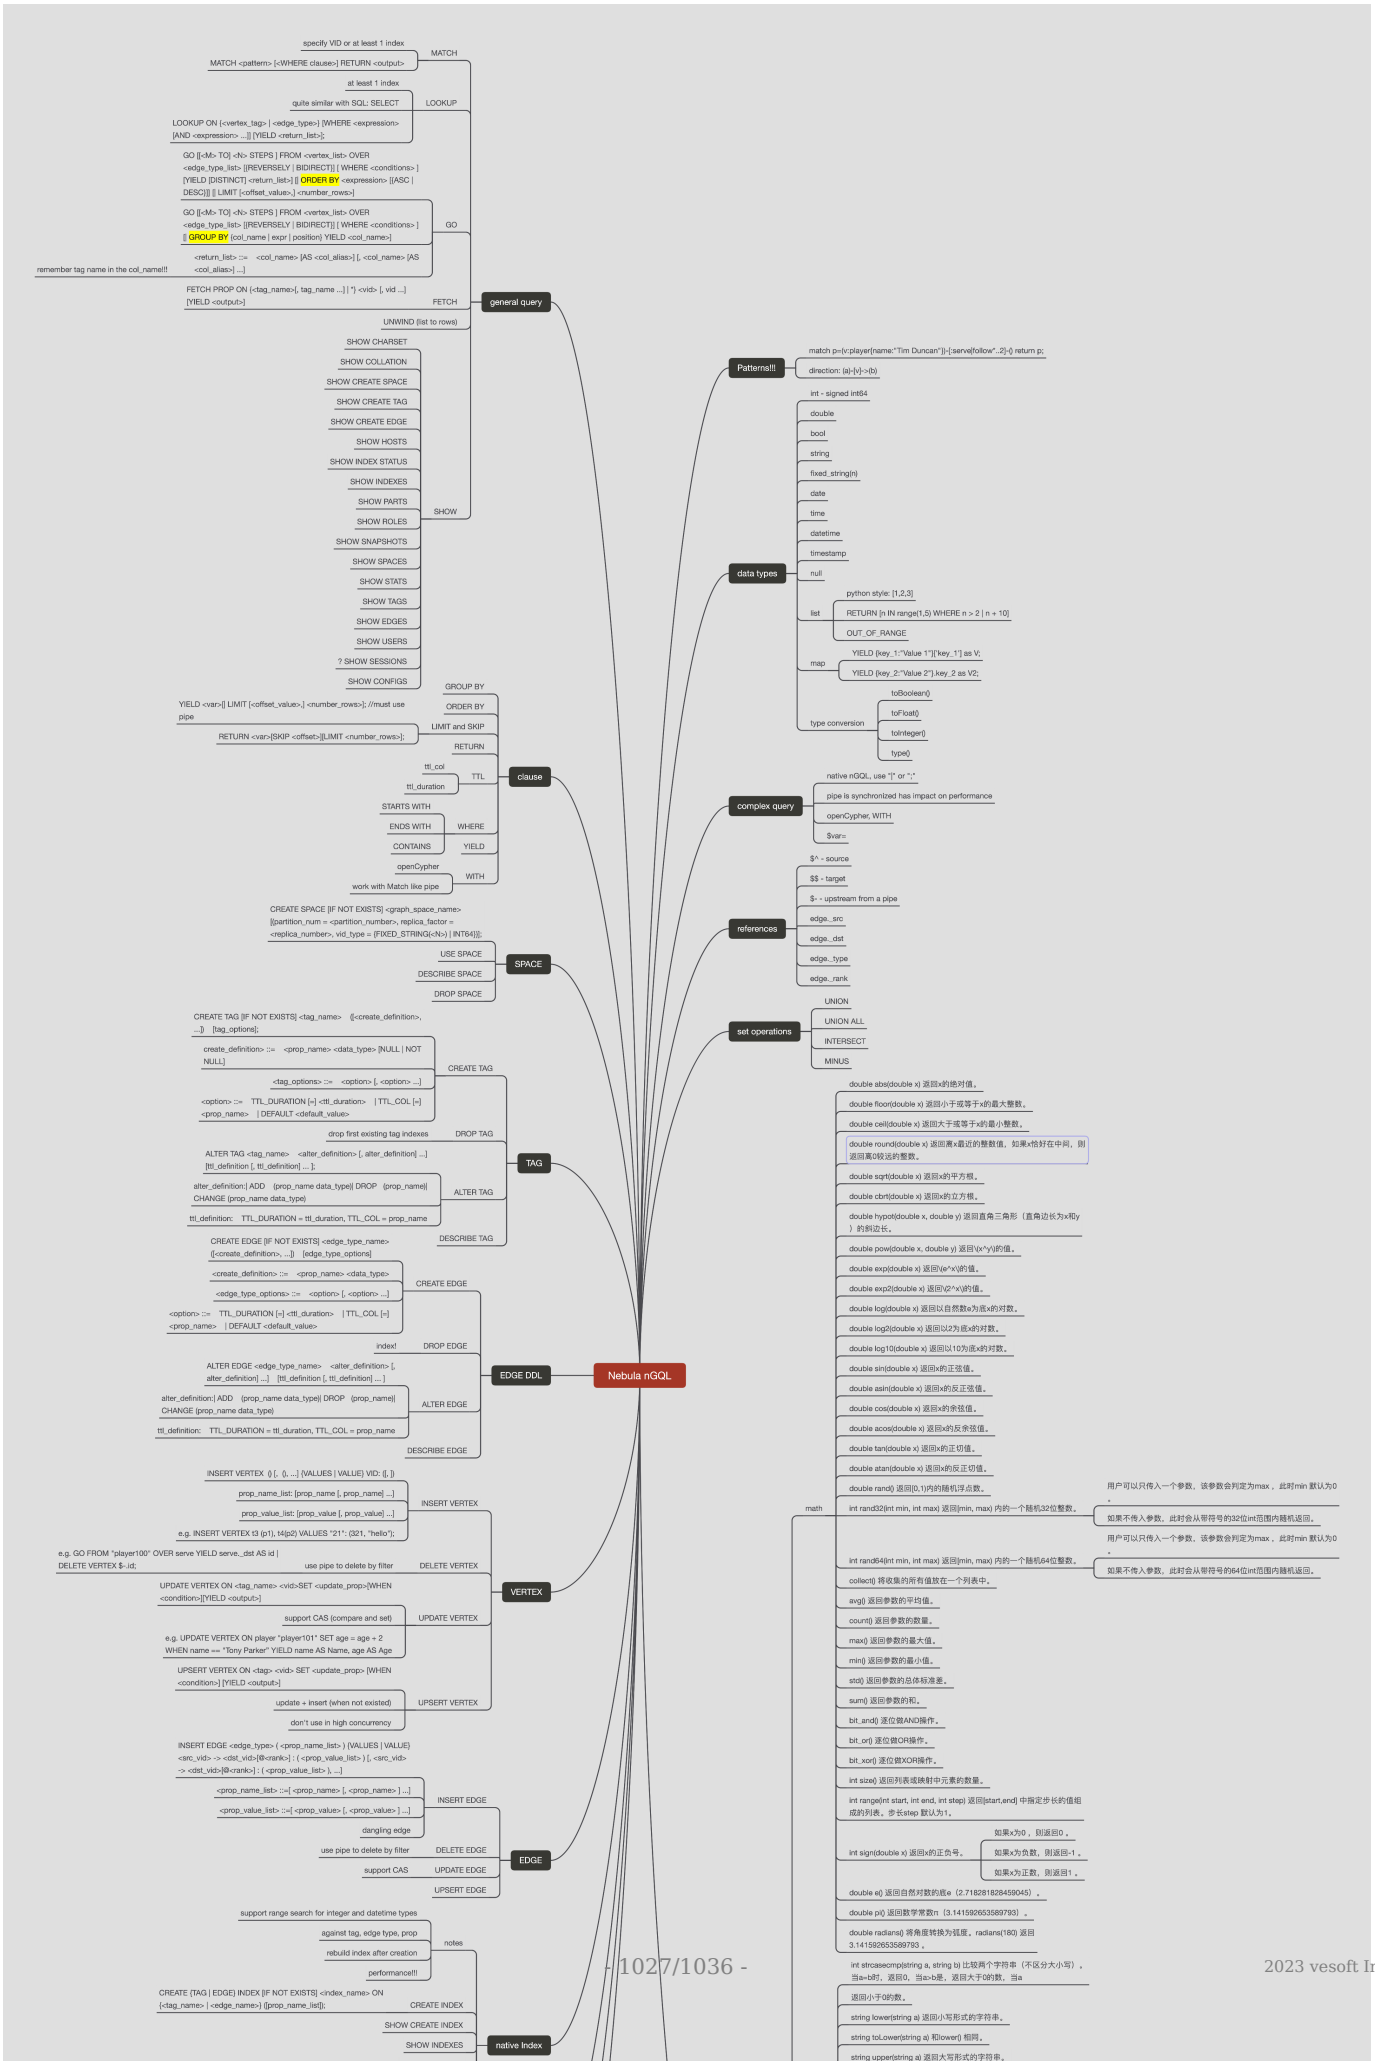 specify VID or at least 1 index
MATCH <pattern> [<WHERE clause>] RETURN <output>
MATCH
at least 1 index
quite similar with SQL: SELECT
LOOKUP ON {<vertex_tag> | <edge_type>} [WHERE <expression>
[AND <expression> ...]] [YIELD <return_list>];
LOOKUP
GO [[<M> TO] <N> STEPS ] FROM <vertex_list> OVER
<edge_type_list> [{REVERSELY | BIDIRECT}] [ WHERE <conditions> ]
[YIELD [DISTINCT] <return_list>] [| ORDER BY <expression> [{ASC |
DESC}]] [| LIMIT [<offset_value>,] <number_rows>]
GO [[<M> TO] <N> STEPS ] FROM <vertex_list> OVER
<edge_type_list> [{REVERSELY | BIDIRECT}] [ WHERE <conditions> ]
[| GROUP BY {col_name | expr | position} YIELD <col_name>]
<return_list> ::= <col_name> [AS <col_alias>] [, <col_name> [AS
<col_alias>] ...]
remember tag name in the col_name!!!
GO
FETCH PROP ON {<tag_name>[, tag_name ...] | *} <vid> [, vid ...]
[YIELD <output>]
FETCH
UNWIND (list to rows)
SHOW CHARSET
SHOW COLLATION
SHOW CREATE SPACE
SHOW CREATE TAG
SHOW CREATE EDGE
SHOW HOSTS
SHOW INDEX STATUS
SHOW INDEXES
SHOW PARTS
SHOW ROLES
SHOW SNAPSHOTS
SHOW SPACES
SHOW STATS
SHOW TAGS
SHOW EDGES
SHOW USERS
? SHOW SESSIONS
SHOW CONFIGS
SHOW
general query
GROUP BY
ORDER BY
YIELD <var>[| LIMIT [<offset_value>,] <number_rows>]; //must use
pipe
RETURN <var>[SKIP <offset>][LIMIT <number_rows>];
LIMIT and SKIP
RETURN
ttl_col
ttl_duration
TTL
STARTS WITH
ENDS WITH
CONTAINS
WHERE
YIELD
openCypher
work with Match like pipe
WITH
clause
CREATE SPACE [IF NOT EXISTS] <graph_space_name>
[(partition_num = <partition_number>, replica_factor =
<replica_number>, vid_type = {FIXED_STRING(<N>) | INT64})];
USE SPACE
DESCRIBE SPACE
DROP SPACE
SPACE
CREATE TAG [IF NOT EXISTS] <tag_name> ([<create_definition>,
...]) [tag_options];
create_definition> ::= <prop_name> <data_type> [NULL | NOT
NULL]
<tag_options> ::= <option> [, <option> ...]
<option> ::= TTL_DURATION [=] <ttl_duration> | TTL_COL [=]
<prop_name> | DEFAULT <default_value>
CREATE TAG
drop first existing tag indexes
DROP TAG
ALTER TAG <tag_name> <alter_definition> [, alter_definition] ...]
[ttl_definition [, ttl_definition] ... ];
alter_definition:| ADD (prop_name data_type)| DROP (prop_name)|
CHANGE (prop_name data_type)
ttl_definition: TTL_DURATION = ttl_duration, TTL_COL = prop_name
ALTER TAG
DESCRIBE TAG
TAG
CREATE EDGE [IF NOT EXISTS] <edge_type_name>
([<create_definition>, ...]) [edge_type_options]
<create_definition> ::= <prop_name> <data_type>
<edge_type_options> ::= <option> [, <option> ...]
<option> ::= TTL_DURATION [=] <ttl_duration> | TTL_COL [=]
<prop_name> | DEFAULT <default_value>
CREATE EDGE
index!
DROP EDGE
ALTER EDGE <edge_type_name> <alter_definition> [,
alter_definition] ...] [ttl_definition [, ttl_definition] ... ]
alter_definition:| ADD (prop_name data_type)| DROP (prop_name)|
CHANGE (prop_name data_type)
ttl_definition: TTL_DURATION = ttl_duration, TTL_COL = prop_name
ALTER EDGE
DESCRIBE EDGE
EDGE DDL
INSERT VERTEX () [, (), ...] {VALUES | VALUE} VID: ([, ])
prop_name_list: [prop_name [, prop_name] ...]
prop_value_list: [prop_value [, prop_value] ...]
e.g. INSERT VERTEX t3 (p1), t4(p2) VALUES "21": (321, "hello");
INSERT VERTEX
e.g. GO FROM "player100" OVER serve YIELD serve._dst AS id |
DELETE VERTEX $-.id;
use pipe to delete by filter
DELETE VERTEX
UPDATE VERTEX ON <tag_name> <vid>SET <update_prop>[WHEN
<condition>][YIELD <output>]
support CAS (compare and set)
e.g. UPDATE VERTEX ON player "player101" SET age = age + 2
WHEN name == "Tony Parker" YIELD name AS Name, age AS Age
UPDATE VERTEX
UPSERT VERTEX ON <tag> <vid> SET <update_prop> [WHEN
<condition>] [YIELD <output>]
update + insert (when not existed)
don't use in high concurrency
UPSERT VERTEX
VERTEX
INSERT EDGE <edge_type> ( <prop_name_list> ) {VALUES | VALUE}
<src_vid> -> <dst_vid>[@<rank>] : ( <prop_value_list> ) [, <src_vid>
-> <dst_vid>[@<rank>] : ( <prop_value_list> ), ...]
<prop_name_list> ::=[ <prop_name> [, <prop_name> ] ...]
<prop_value_list> ::=[ <prop_value> [, <prop_value> ] ...]
dangling edge
INSERT EDGE
use pipe to delete by filter
DELETE EDGE
support CAS
UPDATE EDGE
UPSERT EDGE
EDGE
support range search for integer and datetime types
against tag, edge type, prop
rebuild index after creation
performance!!!
notes
CREATE {TAG | EDGE} INDEX [IF NOT EXISTS] <index_name> ON
{<tag_name> | <edge_name>} ([prop_name_list]);
CREATE INDEX
SHOW CREATE INDEX
SHOW INDEXES
native Index
Nebula nGQL
Patterns!!!
match p=(v:player{name:"Tim Duncan"})-[:serve|follow*..2]-() return p;
direction: (a)-[v]->(b)
data types
int - signed int64
double
bool
string
fixed_string(n)
date
time
datetime
timestamp
null
list
python style: [1,2,3]
RETURN [n IN range(1,5) WHERE n > 2 | n + 10]
OUT_OF_RANGE
map
YIELD {key_1:"Value 1"}['key_1'] as V;
YIELD {key_2:"Value 2"}.key_2 as V2;
type conversion
toBoolean()
toFloat()
toInteger()
type()
complex query
native nGQL, use "|" or ";"
pipe is synchronized has impact on performance
openCypher, WITH
$var=
references
$^ - source
$$ - target
$- - upstream from a pipe
edge._src
edge._dst
edge._type
edge._rank
set operations
UNION
UNION ALL
INTERSECT
MINUS
math
double abs(double x) 返回x的绝对值。
double floor(double x) 返回小于或等于x的最大整数。
double ceil(double x) 返回大于或等于x的最小整数。
double round(double x) 返回离x最近的整数值，如果x恰好在中间，则
返回离0较远的整数。
double sqrt(double x) 返回x的平方根。
double cbrt(double x) 返回x的立方根。
double hypot(double x, double y) 返回直角三角形（直角边长为x和y
）的斜边长。
double pow(double x, double y) 返回\(x^y\)的值。
double exp(double x) 返回\(e^x\)的值。
double exp2(double x) 返回\(2^x\)的值。
double log(double x) 返回以自然数e为底x的对数。
double log2(double x) 返回以2为底x的对数。
double log10(double x) 返回以10为底x的对数。
double sin(double x) 返回x的正弦值。
double asin(double x) 返回x的反正弦值。
double cos(double x) 返回x的余弦值。
double acos(double x) 返回x的反余弦值。
double tan(double x) 返回x的正切值。
double atan(double x) 返回x的反正切值。
double rand() 返回[0,1)内的随机浮点数。
int rand32(int min, int max) 返回[min, max) 内的一个随机32位整数。
用户可以只传入一个参数，该参数会判定为max ，此时min 默认为0
。
如果不传入参数，此时会从带符号的32位int范围内随机返回。
int rand64(int min, int max) 返回[min, max) 内的一个随机64位整数。
用户可以只传入一个参数，该参数会判定为max ，此时min 默认为0
。
如果不传入参数，此时会从带符号的64位int范围内随机返回。
collect() 将收集的所有值放在一个列表中。
avg() 返回参数的平均值。
count() 返回参数的数量。
max() 返回参数的最大值。
min() 返回参数的最小值。
std() 返回参数的总体标准差。
sum() 返回参数的和。
bit_and() 逐位做AND操作。
bit_or() 逐位做OR操作。
bit_xor() 逐位做XOR操作。
int size() 返回列表或映射中元素的数量。
int range(int start, int end, int step) 返回[start,end] 中指定步长的值组
成的列表。步长step 默认为1。
int sign(double x) 返回x的正负号。
如果x为0 ，则返回0 。
如果x为负数，则返回-1 。
如果x为正数，则返回1 。
double e() 返回自然对数的底e（2.718281828459045）。
double pi() 返回数学常数π（3.141592653589793）。
double radians() 将角度转换为弧度。radians(180) 返回
3.141592653589793 。
int strcasecmp(string a, string b) 比较两个字符串（不区分大小写）。
当a=b时，返回0，当a>b是，返回大于0的数，当a
返回小于0的数。
string lower(string a) 返回小写形式的字符串。
string toLower(string a) 和lower() 相同。
string upper(string a) 返回大写形式的字符串。
- 1027/1036 -
2023 vesoft In